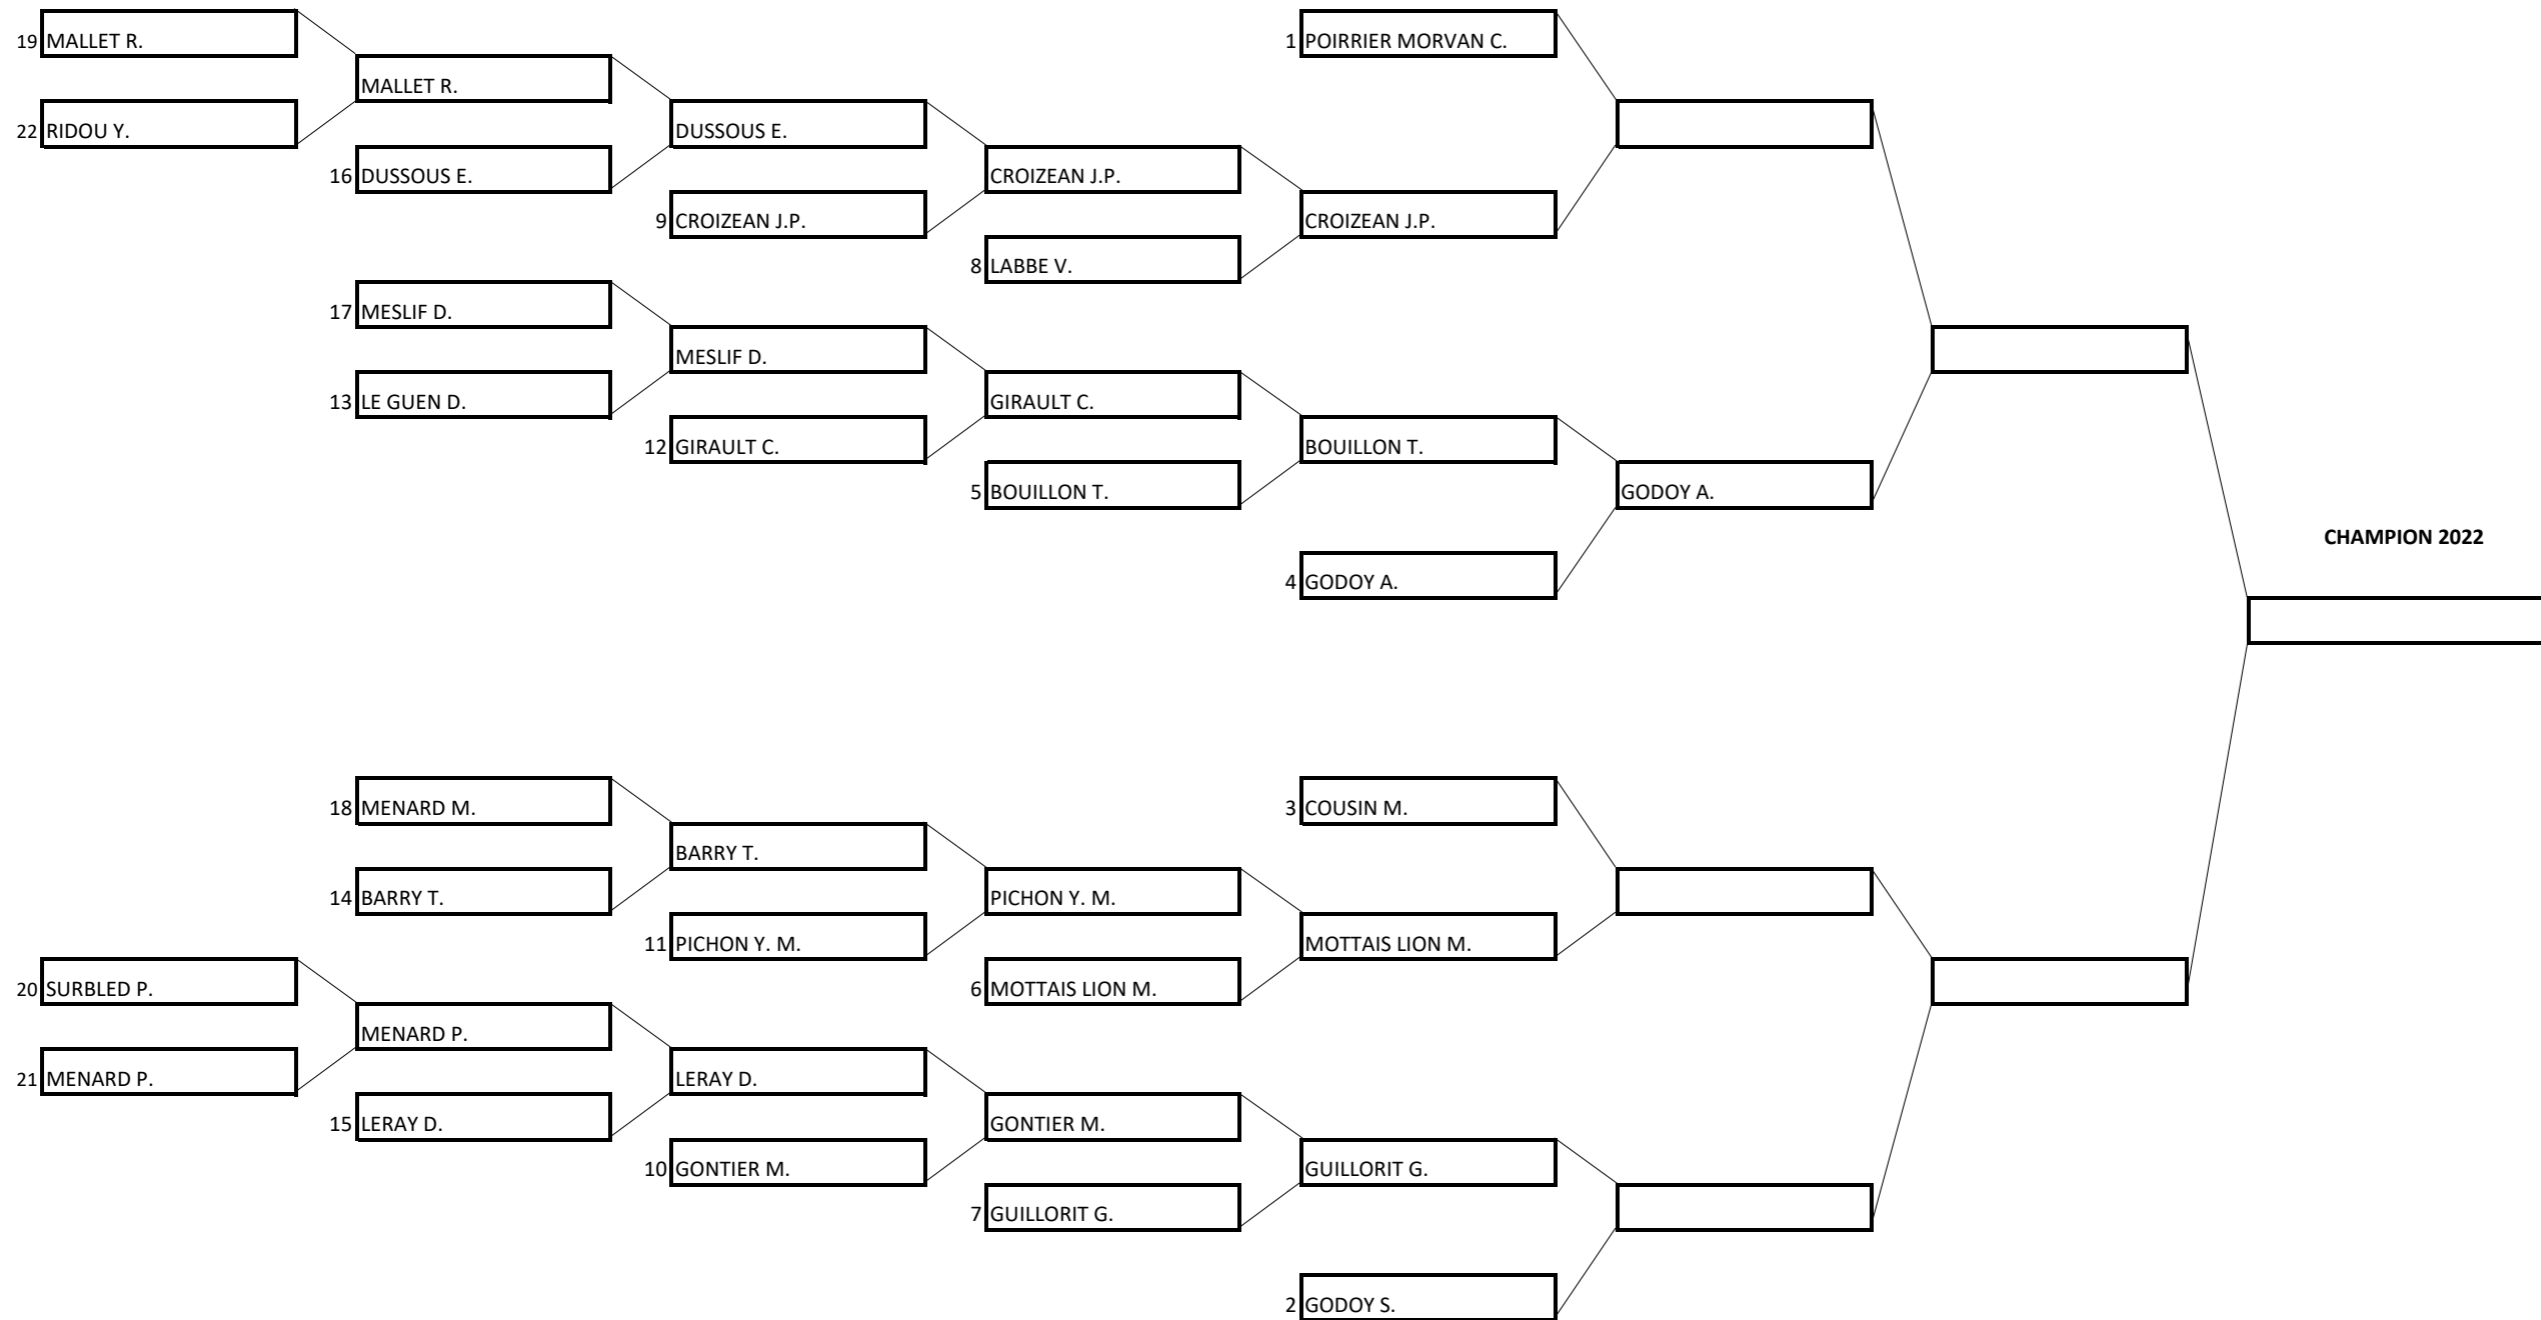 19 MALLET R.
1 POIRRIER MORVAN C.
MALLET R.
22 RIDOU Y.
DUSSOUS E.
16 DUSSOUS E.
CROIZEAN J.P.
9 CROIZEAN J.P.
CROIZEAN J.P.
8 LABBE V.
17 MESLIF D.
MESLIF D.
13 LE GUEN D.
GIRAULT C.
12 GIRAULT C.
BOUILLON T.
5 BOUILLON T.
GODOY A.
CHAMPION 2022
4 GODOY A.
18 MENARD M.
3 COUSIN M.
BARRY T.
14 BARRY T.
PICHON Y. M.
11 PICHON Y. M.
MOTTAIS LION M.
20 SURBLED P.
6 MOTTAIS LION M.
MENARD P.
21 MENARD P.
LERAY D.
15 LERAY D.
GONTIER M.
10 GONTIER M.
GUILLORIT G.
7 GUILLORIT G.
2 GODOY S.